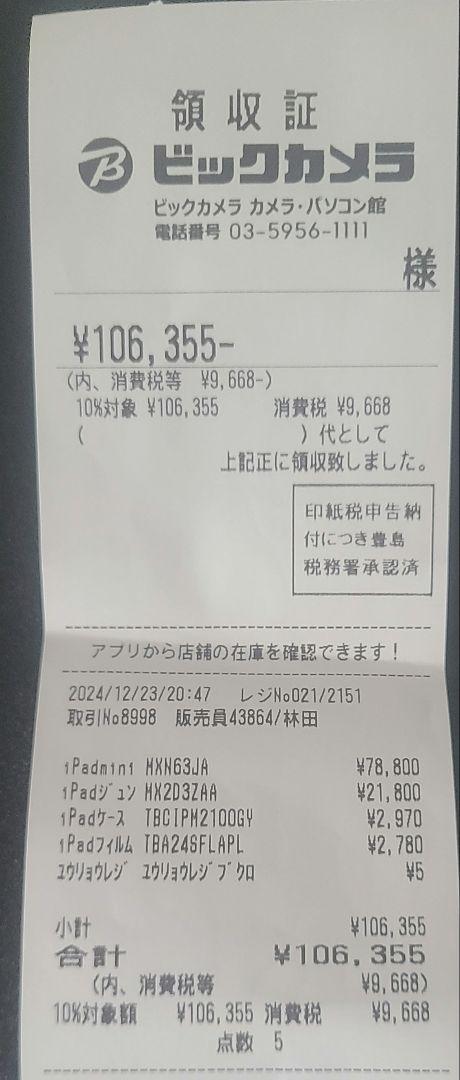 領収証
ビックカメラ
ビックカメラ カメラ・パソコン館
電話番号 03-5956-1111
様
¥106,355-
(内、消費税等 ¥9,668-)
10%対象 ¥106,355 消費税 ¥9,668
( )代として
上記正に領収致しました。
印紙税申告納
付につき豊島
税務署承認済
アプリから店舗の在庫を確認できます!
2024/12/23/20:47 レジNo021/2151
取引No8998 販売員43864/林田
iPadmini MXN63JA ¥78,800
iPadジュン MX2D3ZAA ¥21,800
iPadケース TBCIPM2100GY ¥2,970
iPadフィルム TBA24SFLAPL ¥2,780
ユウリョウレジ ユウリョウレジブクロ ¥5
小計 ¥106,355
合計 ¥106,355
(内、消費税等 ¥9,668)
10%対象額 ¥106,355 消費税 ¥9,668
点数 5